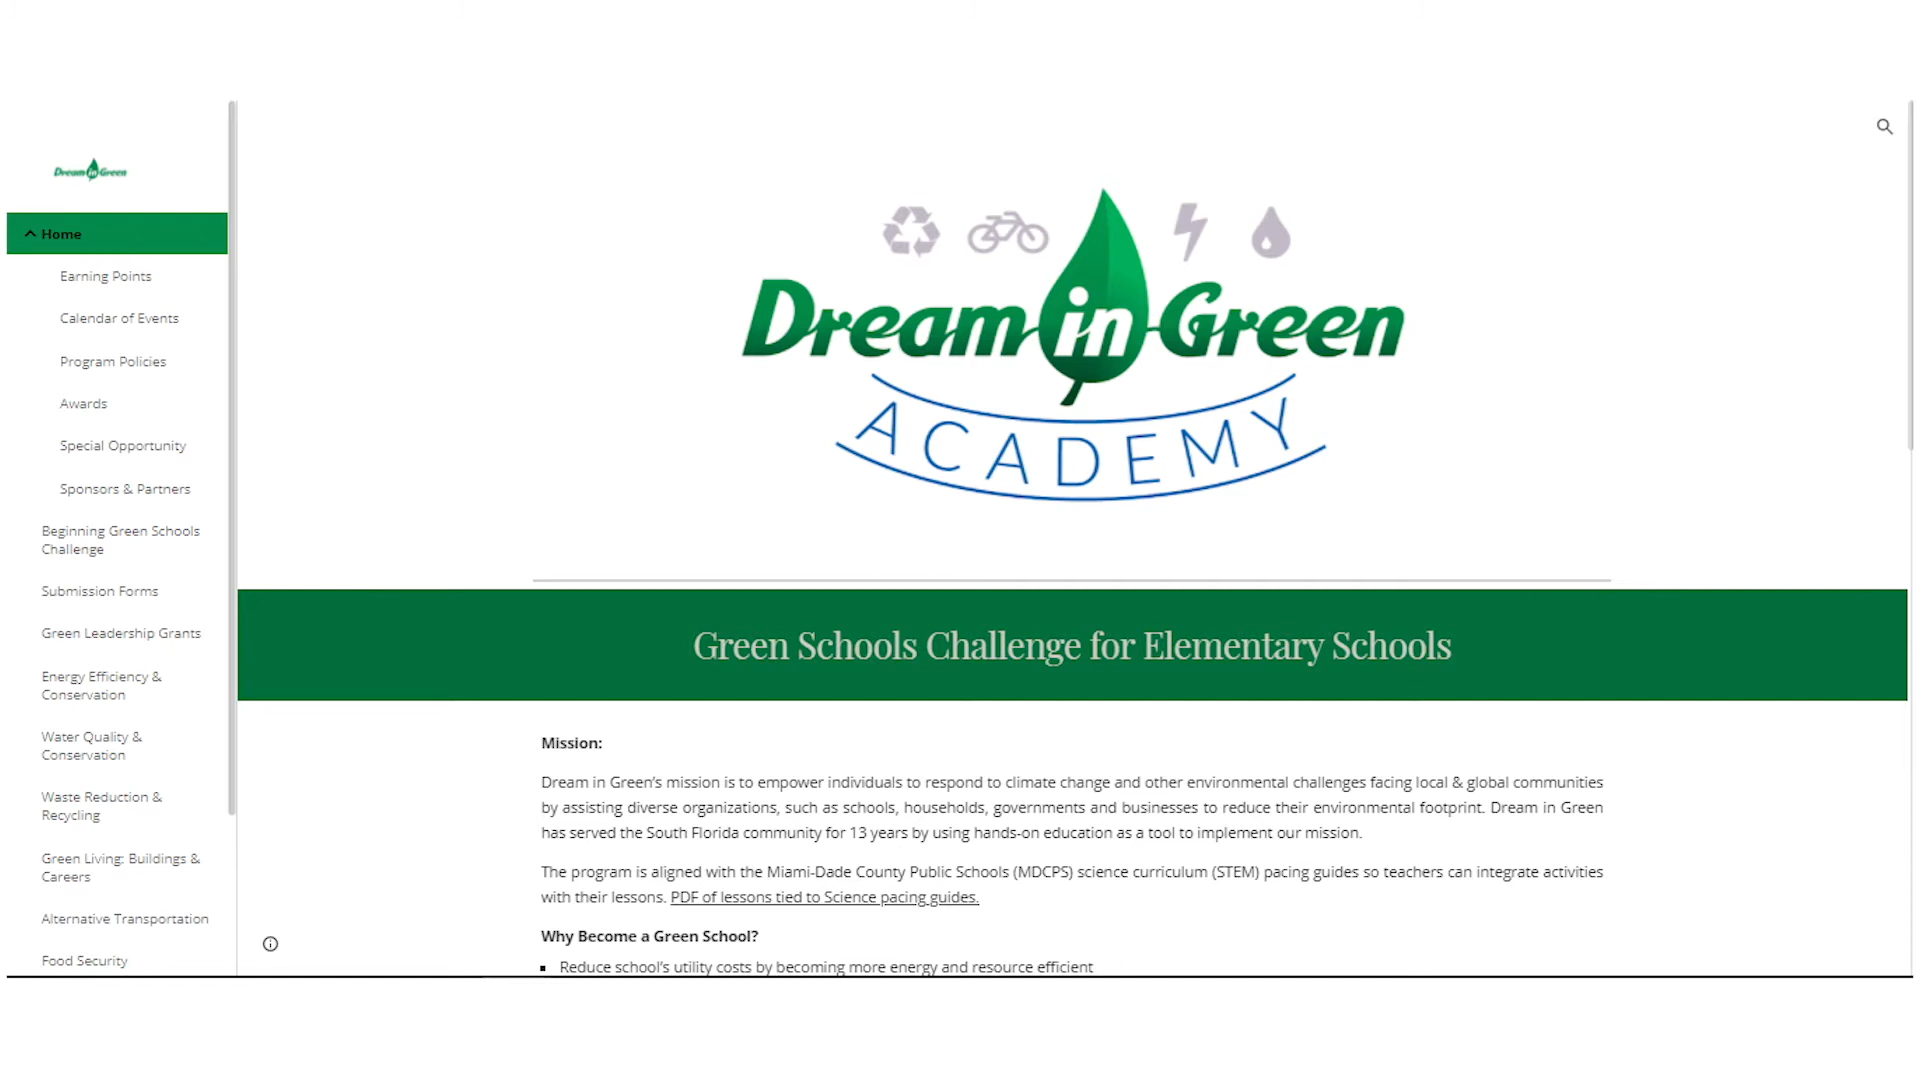 Dream in Green
Home
Earning Points
Calendar of Events
Program Policies
Awards
Special Opportunity
Sponsors & Partners
Beginning Green Schools
Challenge
Submission Forms
Green Leadership Grants
Energy Efficiency &
Conservation
Water Quality &
Conservation
Waste Reduction &
Recycling
Green Living: Buildings &
Careers
Alternative Transportation
Food Security
Dream in Green
ACADEMY
Green Schools Challenge for Elementary Schools
Mission:
Dream in Green's mission is to empower individuals to respond to climate change and other environmental challenges facing local & global communities
by assisting diverse organizations, such as schools, households, governments and businesses to reduce their environmental footprint. Dream in Green
has served the South Florida community for 13 years by using hands-on education as a tool to implement our mission.
The program is aligned with the Miami-Dade County Public Schools (MDCPS) science curriculum (STEM) pacing guides so teachers can integrate activities
with their lessons. PDF of lessons tied to Science pacing guides.
Why Become a Green School?
▪ Reduce school's utility costs by becoming more energy and resource efficient